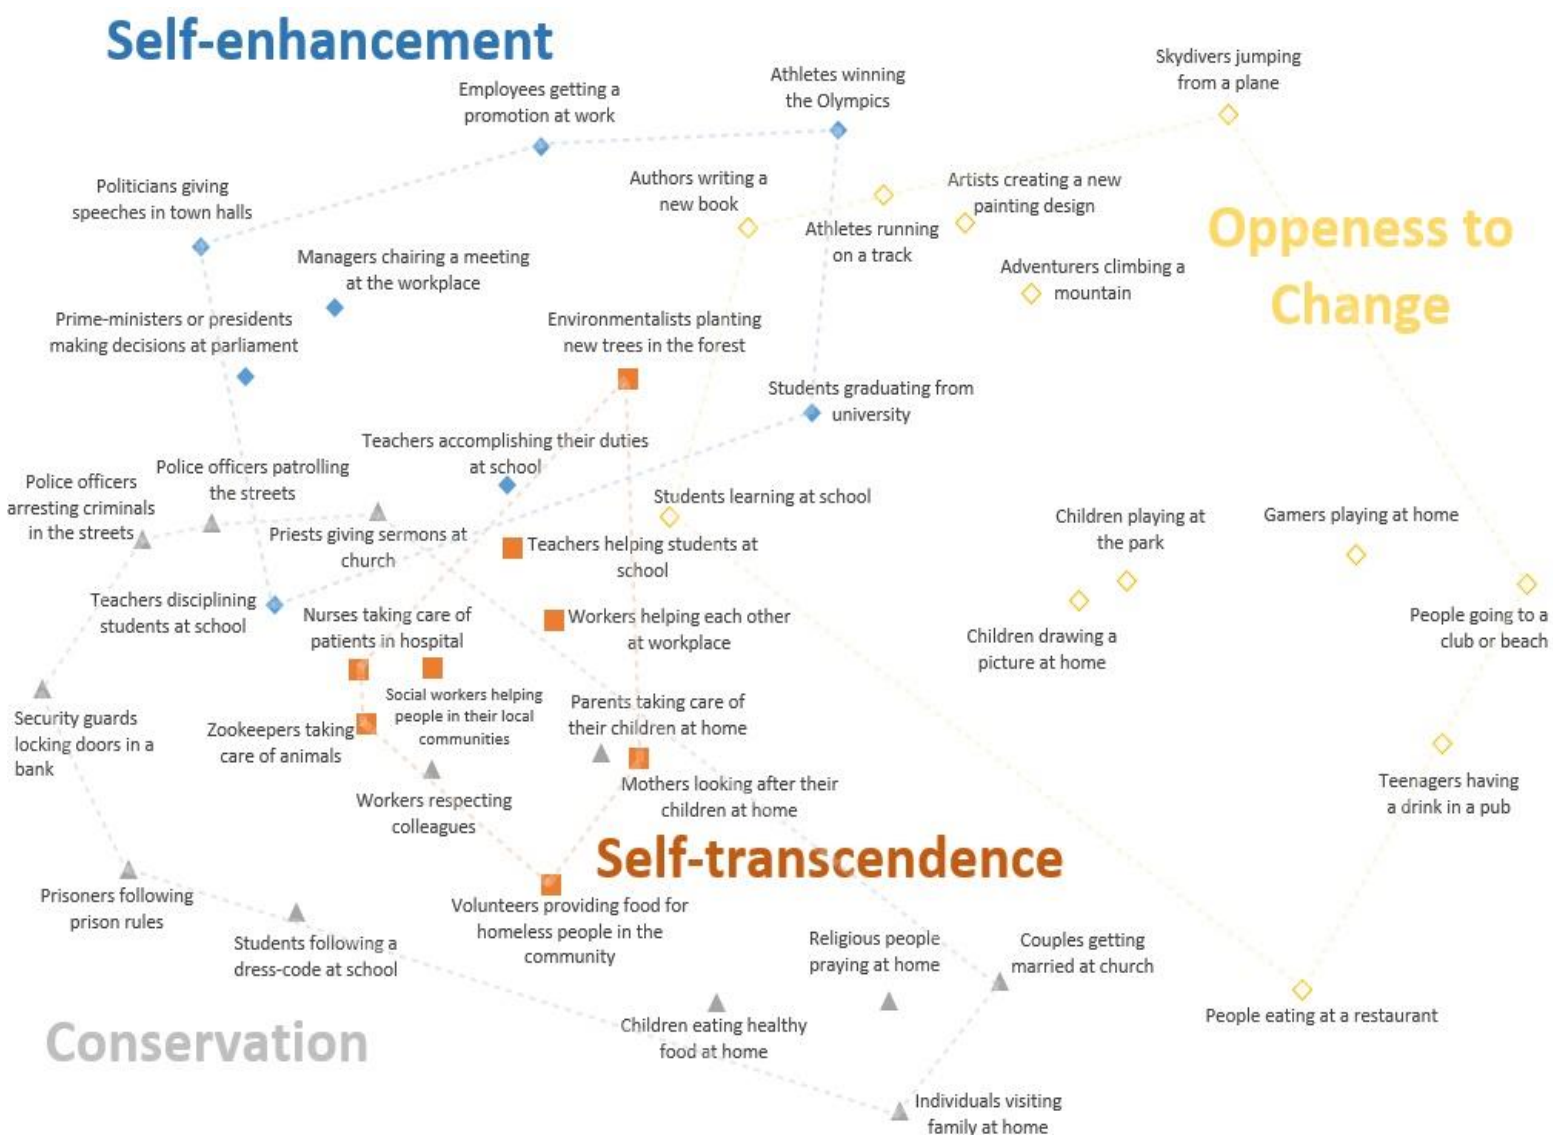 Self-enhancement
Skydivers jumping
from a plane
Athletes winning
the Olympics
Employees getting a
promotion at work
Authors writing a
new book
Artists creating a new
painting design
Politicians giving
speeches in town halls
Oppeness to
Change
Athletes running
on a track
Managers chairing a meeting
at the workplace
Adventurers climbing a
mountain
Prime-ministers or presidents
making decisions at parliament
Environmentalists planting
new trees in the forest
Students graduating from
university
Teachers accomplishing their duties
at school
Police officers patrolling
the streets
Police officers
arresting criminals
in the streets
Students learning at school
Children playing at
the park
Gamers playing at home
Priests giving sermons at
church
Teachers helping students at
school
Teachers disciplining
students at school
Nurses taking care of
patients in hospital
Workers helping each other
at workplace
Children drawing a
picture at home
People going to a
club or beach
Social workers helping
people in their local
communities
Parents taking care of
their children at home
Security guards
locking doors in a
bank
Zookeepers taking
care of animals
Mothers looking after their
children at home
Teenagers having
a drink in a pub
Workers respecting
colleagues
Self-transcendence
Prisoners following
prison rules
Volunteers providing food for
homeless people in the
community
Students following a
dress-code at school
Religious people
praying at home
Couples getting
married at church
People eating at a restaurant
Conservation
Children eating healthy
food at home
Individuals visiting
family at home